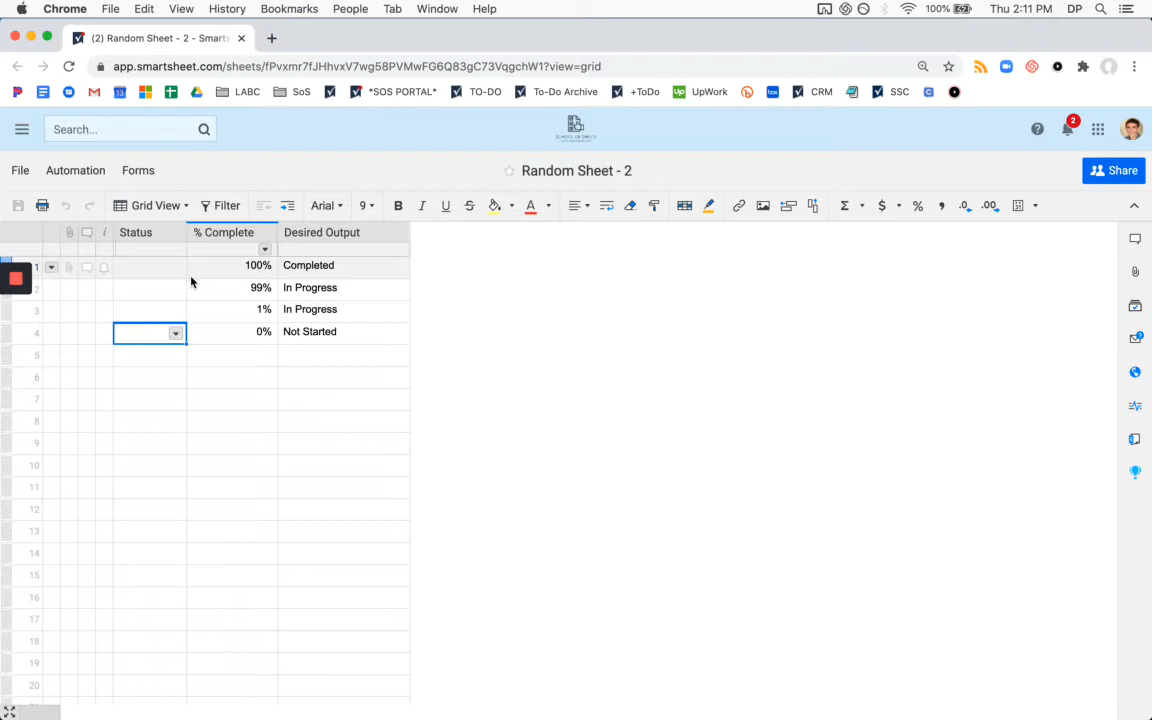 Chrome File Edit View History Bookmarks People Tab Window Help 100% Thu 2:11 PM DP
(2) Random Sheet - 2 - Smarts
app.smartsheet.com/sheets/fPvxmr7fJHhvxV7wg58PVMwFG6Q83gC73VqgchW1?view=grid
LABC SoS *SOS PORTAL* TO-DO To-Do Archive +ToDo UpWork CRM SSC
Search... 2
File Automation Forms Random Sheet - 2 Share
Grid View Filter Arial 9 B I U S A Σ $ % , .0 .00
i Status % Complete Desired Output
1 100% Completed
2 99% In Progress
3 1% In Progress
4 0% Not Started
5
6
7
8
9
10
11
12
13
14
15
16
17
18
19
20